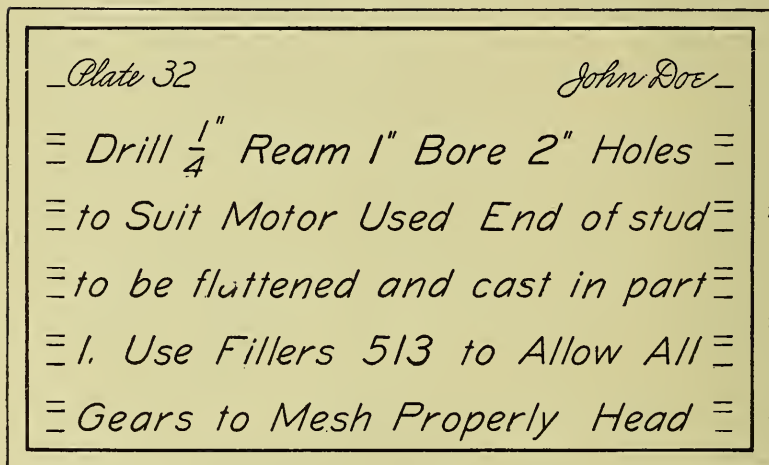 Plate 32 John Doe
Drill 1/4" Ream 1" Bore 2" Holes
to Suit Motor Used End of stud
to be flattened and cast in part
1. Use Fillers 513 to Allow All
Gears to Mesh Properly Head